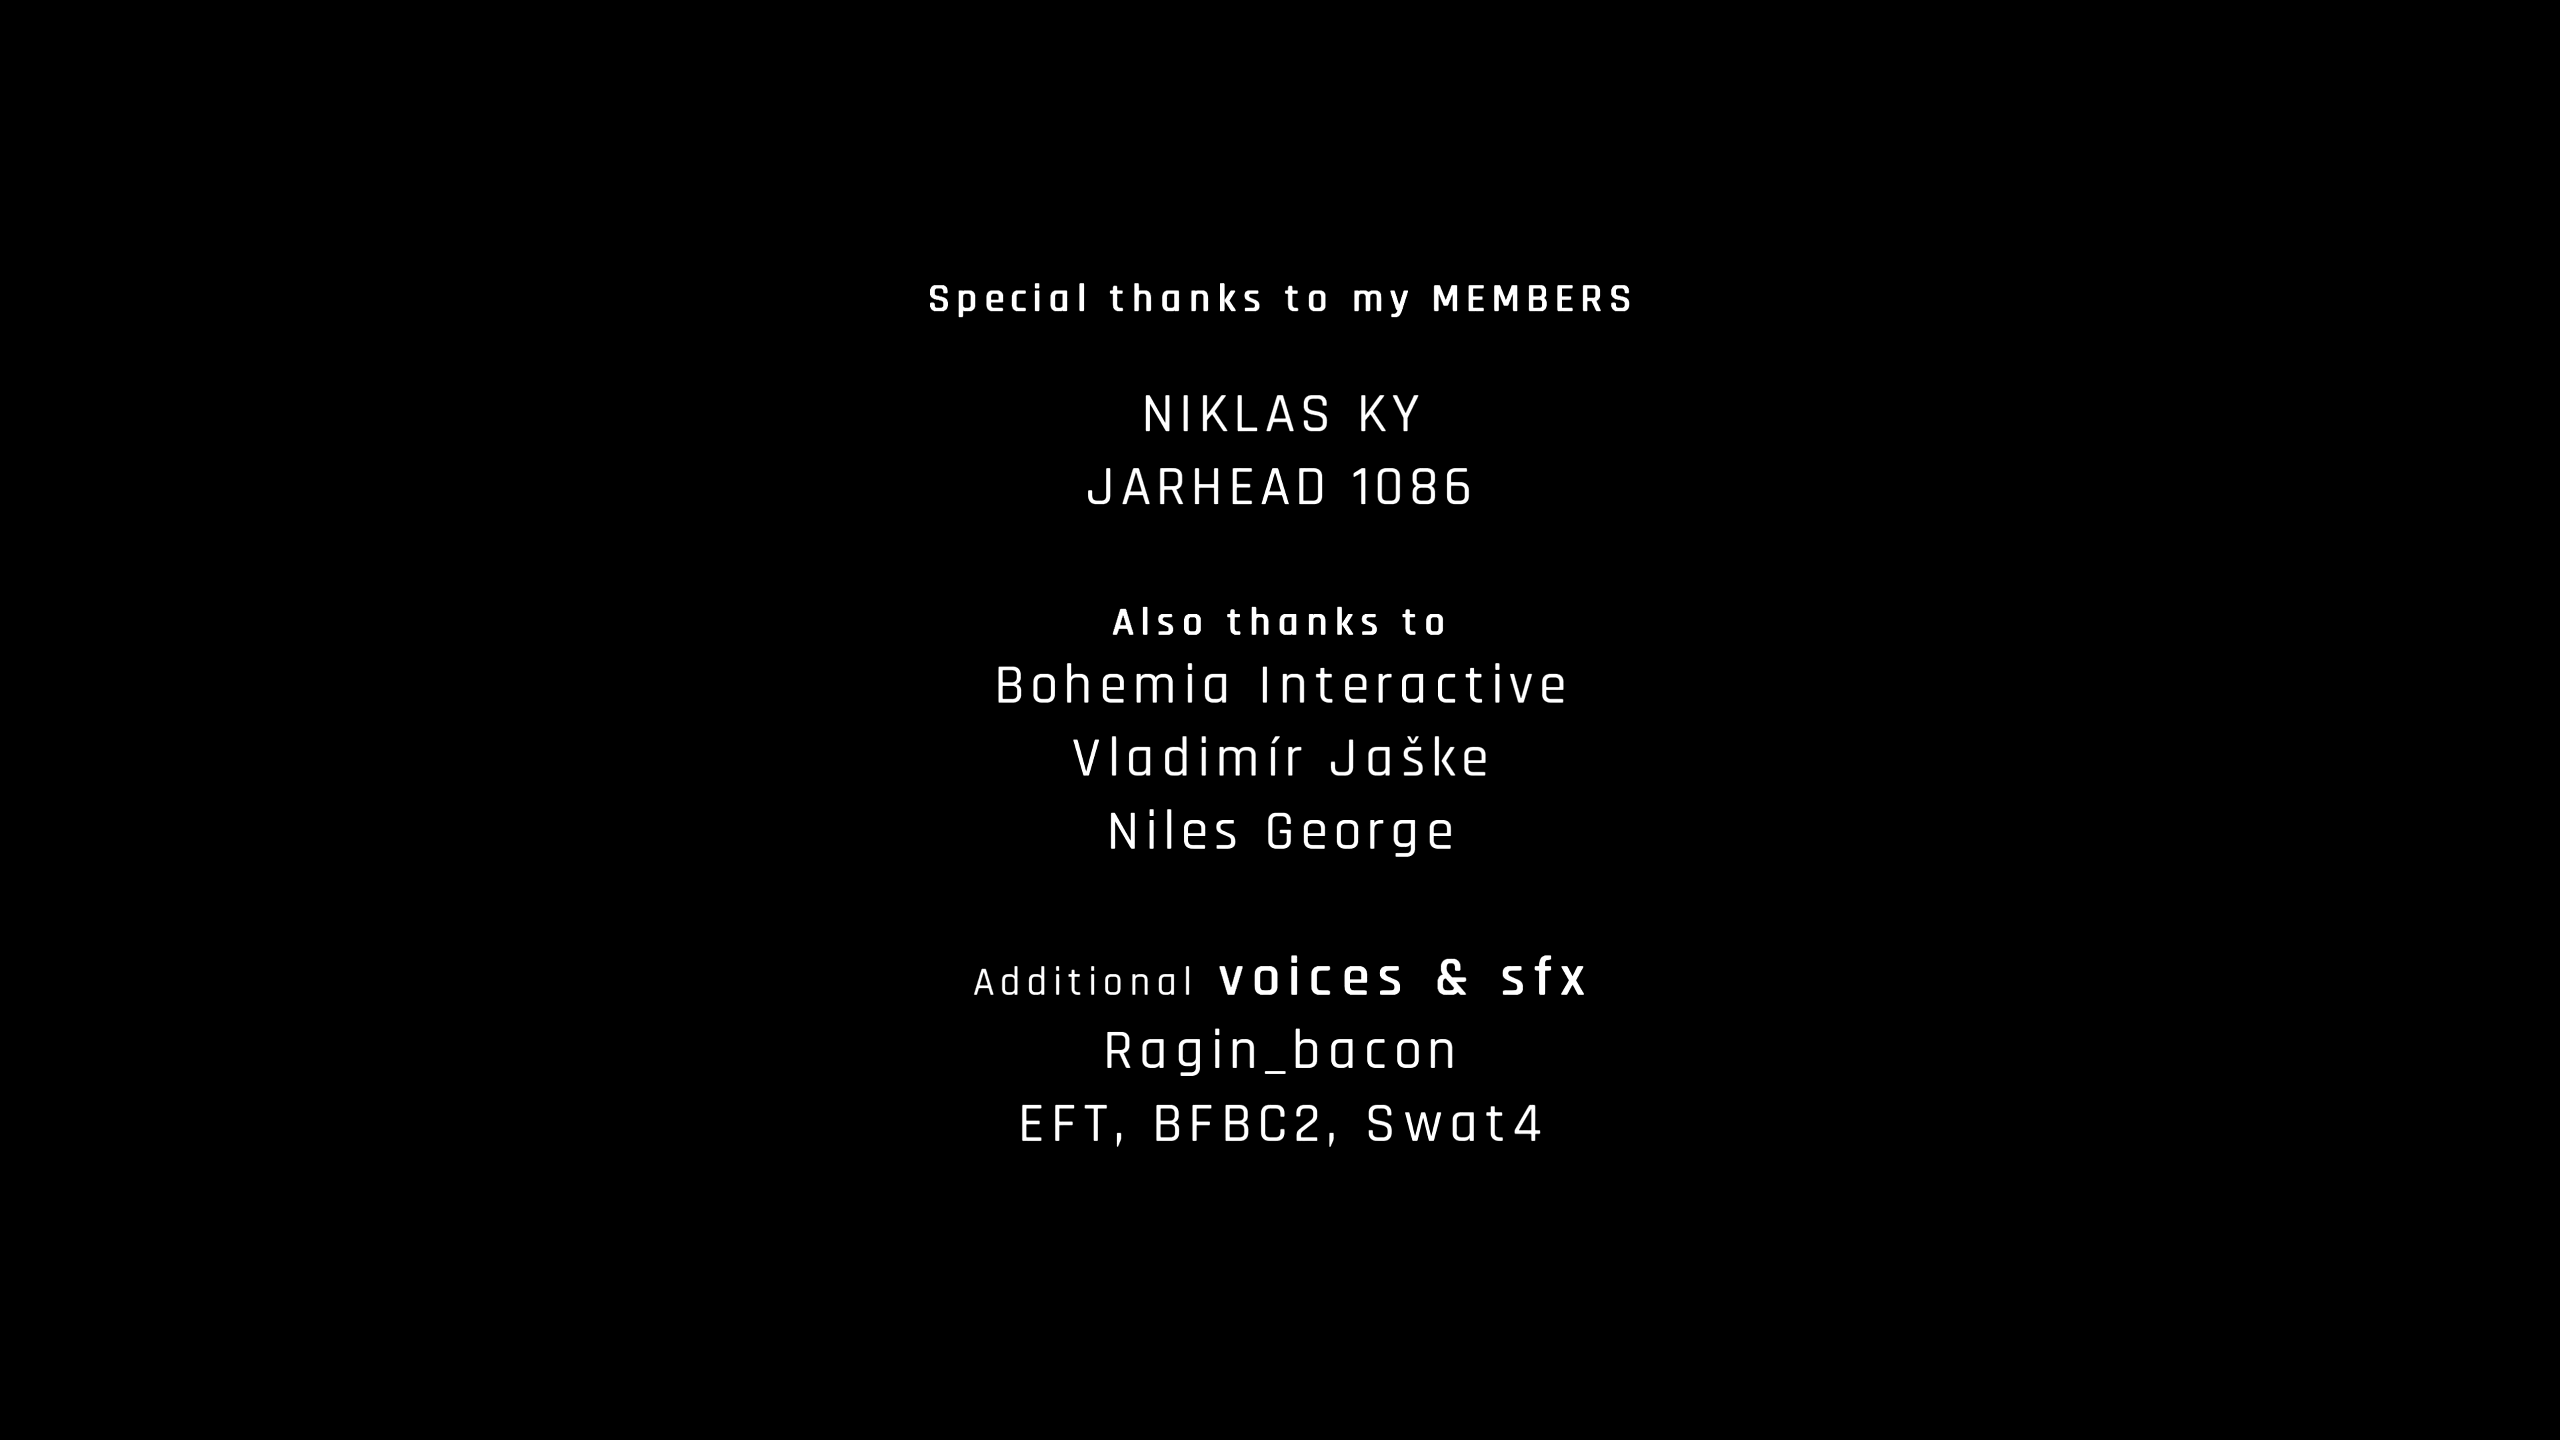 Special thanks to my MEMBERS
NIKLAS KY
JARHEAD 1086
Also thanks to
Bohemia Interactive
Vladimír Jaške
Niles George
Additional voices & sfx
Ragin_bacon
EFT, BFBC2, Swat4